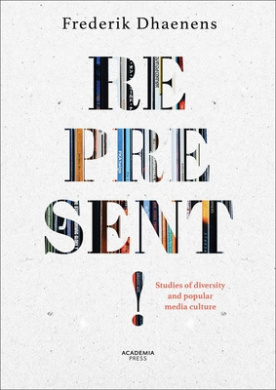 Frederik Dhaenens
RE
PRE
SENT
!
Studies of diversity
and popular
media culture
ACADEMIA
PRESS